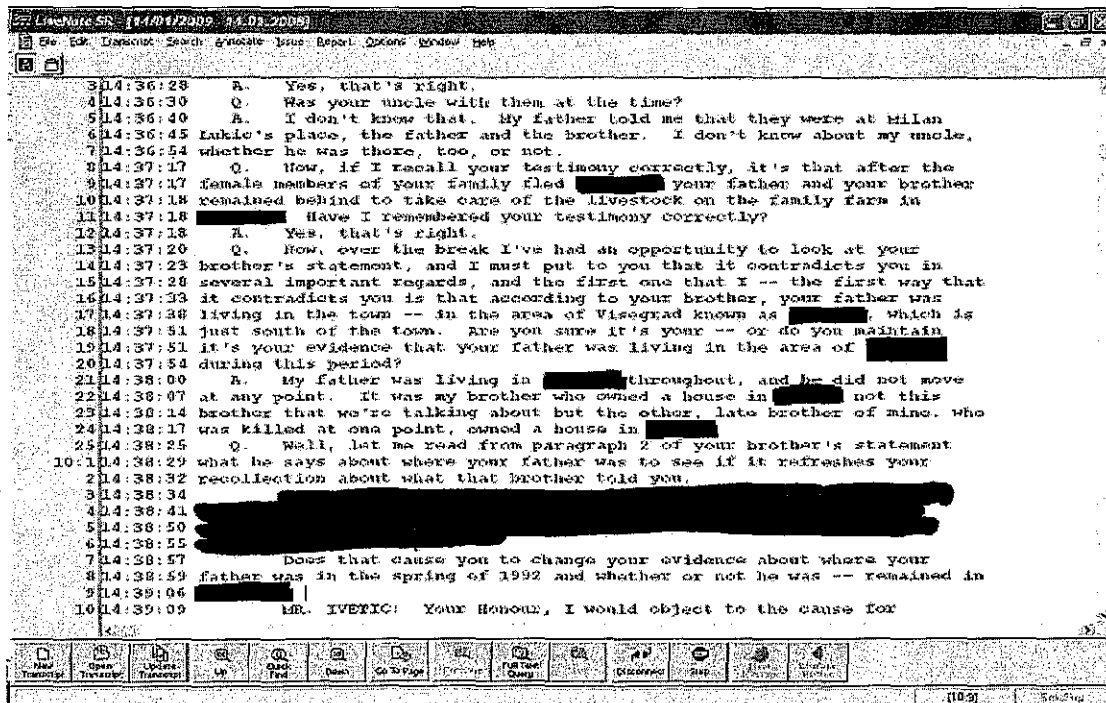 LiveNote SR - [14/01/2009 14.01.2008]
File Edit Transcript Search Annotate Issue Report Options Window Help
3 14:36:28 A. Yes, that's right.
4 14:36:30 Q. Was your uncle with them at the time?
5 14:36:40 A. I don't know that. My father told me that they were at Milan
6 14:36:45 Lukic's place, the father and the brother. I don't know about my uncle,
7 14:36:54 whether he was there, too, or not.
8 14:37:17 Q. Now, if I recall your testimony correctly, it's that after the
9 14:37:17 female members of your family fled your father and your brother
10 14:37:18 remained behind to take care of the livestock on the family farm in
11 14:37:18 Have I remembered your testimony correctly?
12 14:37:18 A. Yes, that's right.
13 14:37:20 Q. Now, over the break I've had an opportunity to look at your
14 14:37:23 brother's statement, and I must put to you that it contradicts you in
15 14:37:28 several important regards, and the first one that I -- the first way that
16 14:37:33 it contradicts you is that according to your brother, your father was
17 14:37:38 living in the town -- in the area of Visegrad known as , which is
18 14:37:51 just south of the town. Are you sure it's your -- or do you maintain
19 14:37:51 it's your evidence that your father was living in the area of
20 14:37:54 during this period?
21 14:38:00 A. My father was living in throughout, and he did not move
22 14:38:07 at any point. It was my brother who owned a house in not this
23 14:38:14 brother that we're talking about but the other, late brother of mine, who
24 14:38:17 was killed at one point, owned a house in
25 14:38:25 Q. Well, let me read from paragraph 2 of your brother's statement
10:1 14:38:29 what he says about where your father was to see if it refreshes your
2 14:38:32 recollection about what that brother told you.
3 14:38:34
4 14:38:41
5 14:38:50
6 14:38:55
7 14:38:57 Does that cause you to change your evidence about where your
8 14:38:59 father was in the spring of 1992 and whether or not he was -- remained in
9 14:39:06
10 14:39:09 MR. IVETIC: Your Honour, I would object to the cause for
New Transcript Open Transcript Update Transcript Up Quick Find Down Go To Page Full Text Query Disconnect Stop
[10:9]